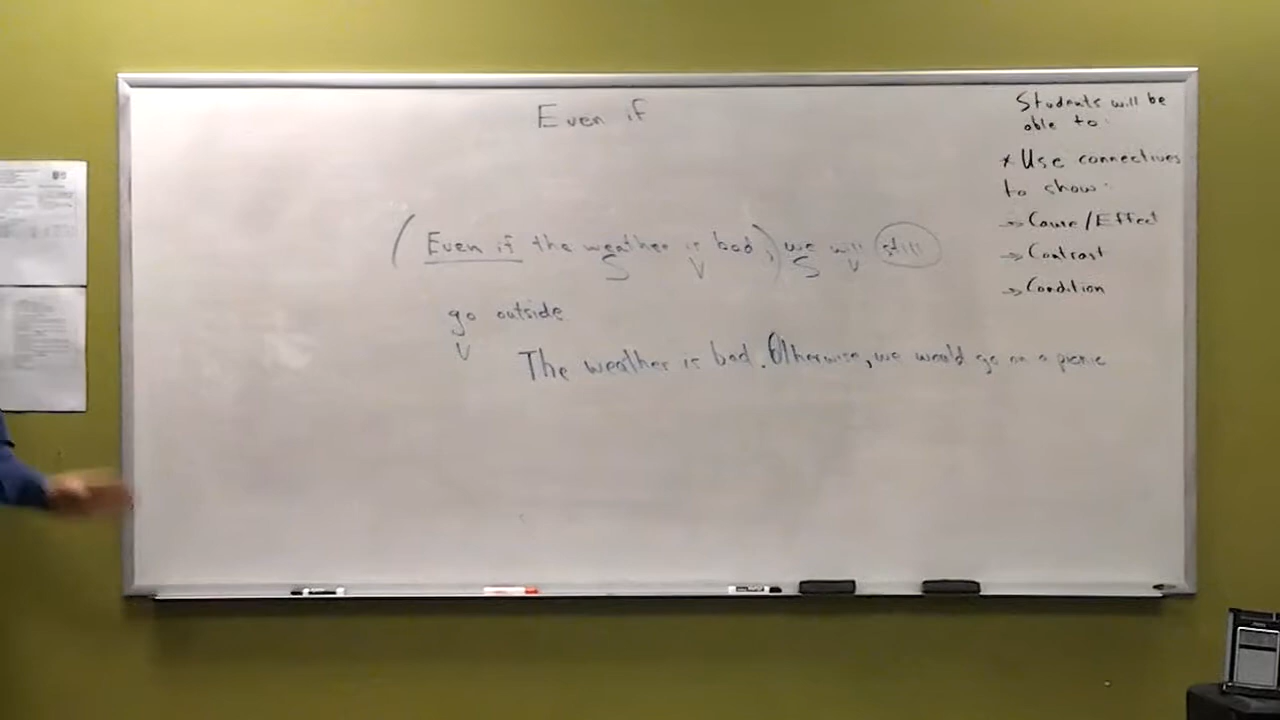 Even if
(Even if the weather is bad,) we will still
S V S V
go outside
V
The weather is bad. Otherwise, we would go on a picnic
Students will be
able to:
* Use connectives
to show:
→ Cause/Effect
→ Contrast
→ Condition